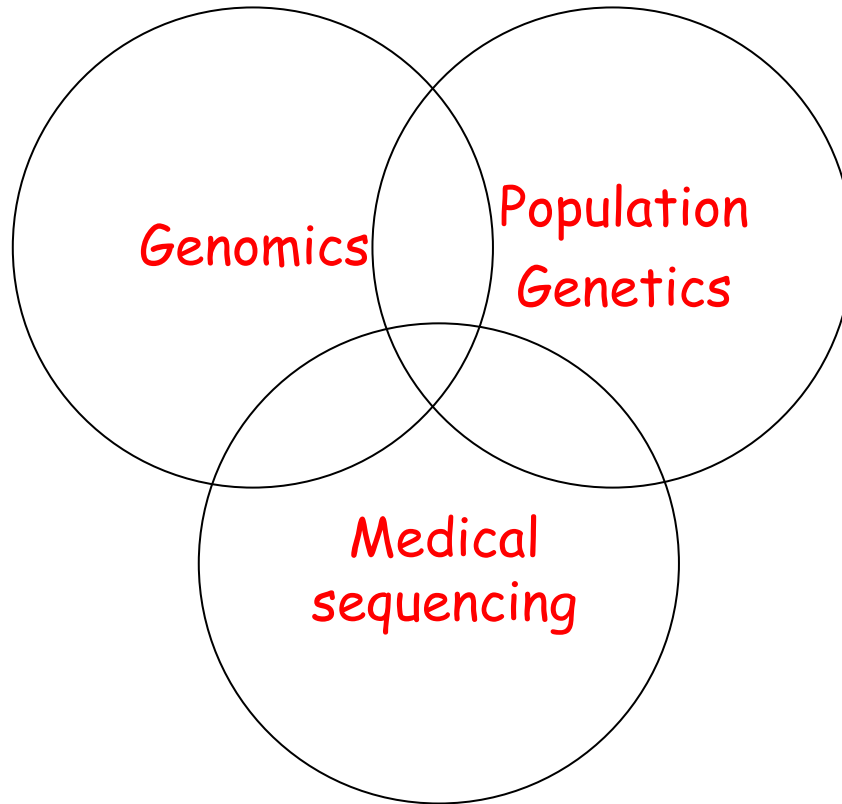 Genomics
Population
Genetics
Medical
sequencing